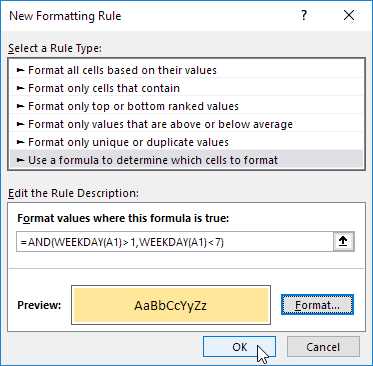 New Formatting Rule
?
Select a Rule Type:
► Format all cells based on their values
► Format only cells that contain
► Format only top or bottom ranked values
► Format only values that are above or below average
► Format only unique or duplicate values
► Use a formula to determine which cells to format
Edit the Rule Description:
Format values where this formula is true:
=AND(WEEKDAY(A1)>1,WEEKDAY(A1)<7)
Preview: AaBbCcYyZz Format...
OK Cancel